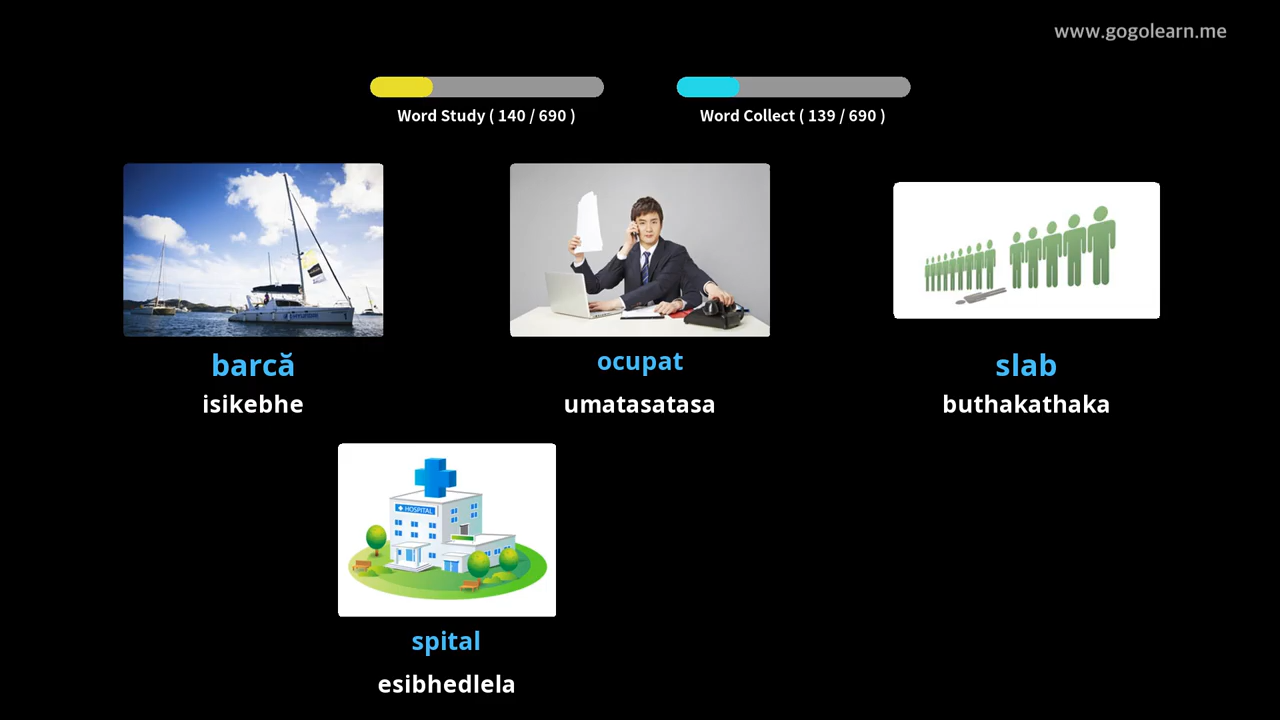 www.gogolearn.me
Word Study ( 140 / 690 )
Word Collect ( 139 / 690 )
barcă
ocupat
slab
isikebhe
umatasatasa
buthakathaka
HOSPITAL
spital
esibhedlela